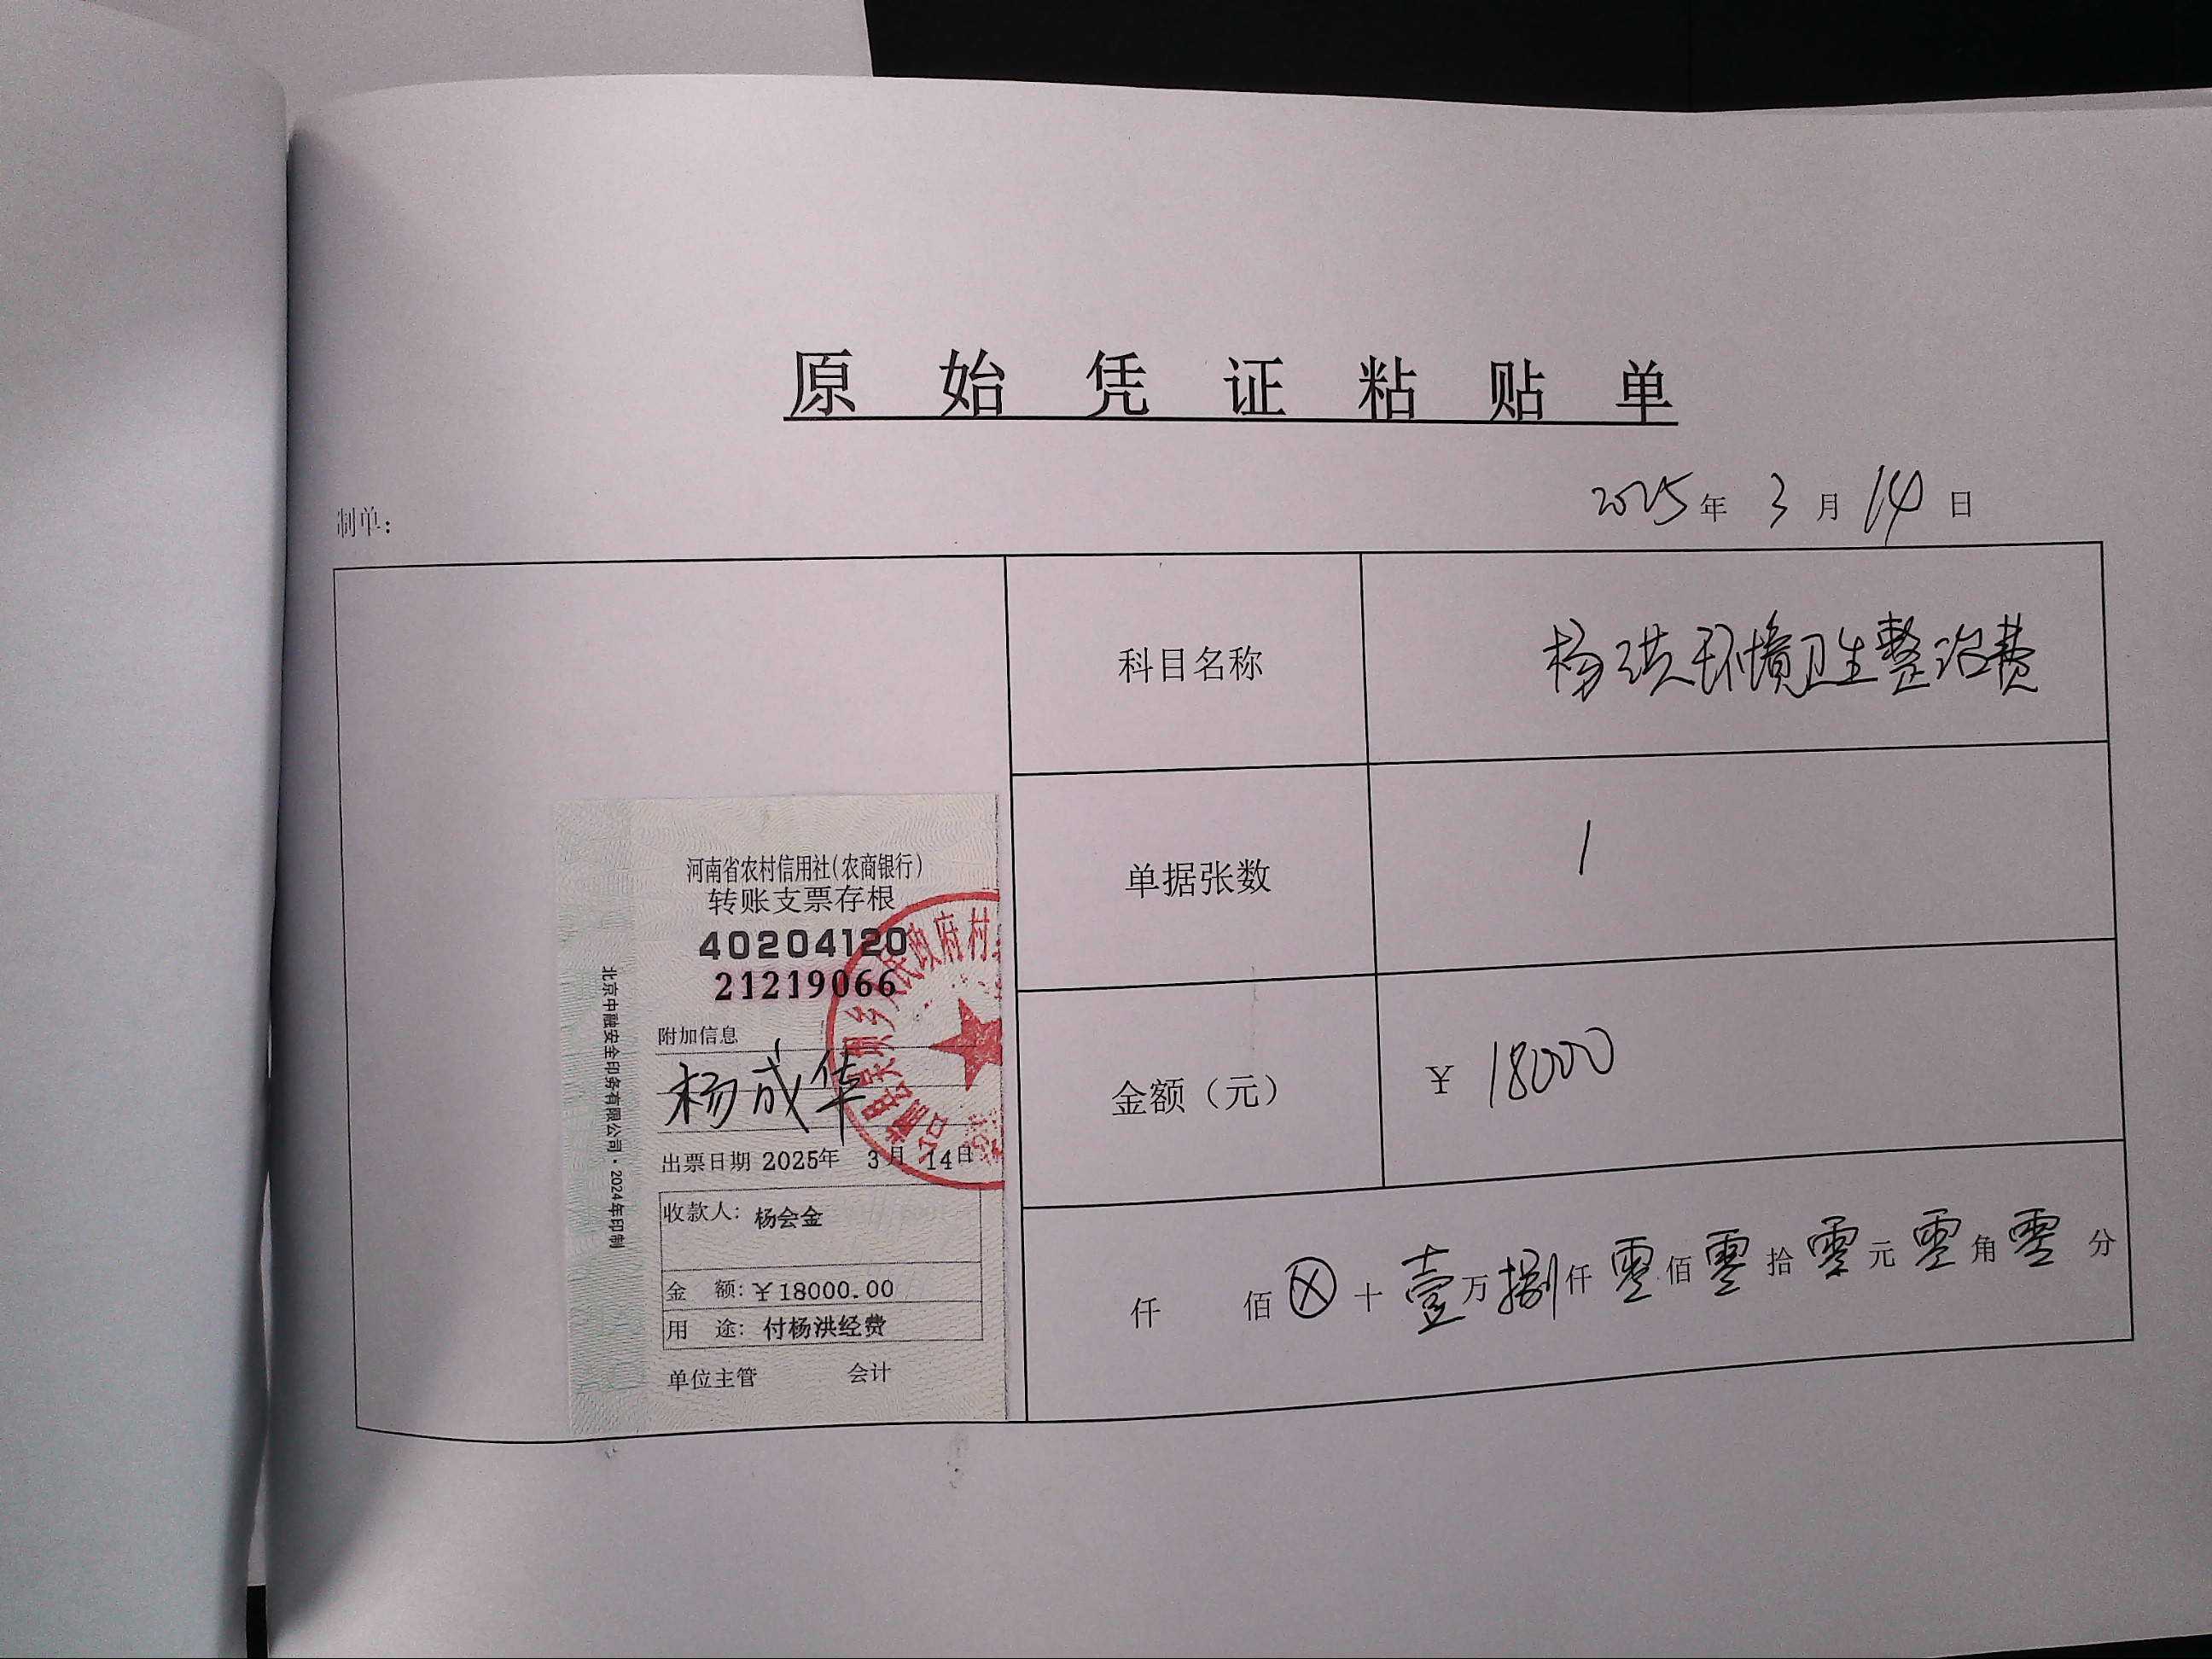 原始凭证粘贴单
制单：
2025年 3月 14日
科目名称 杨洪环境卫生整治费
单据张数 1
金额（元） ¥ 18000
仟 佰 ⊗ 十 壹 万 捌 仟 零 佰 零 拾 零 元 零 角 零 分
河南省农村信用社（农商银行）
转账支票存根
40204120
21219066
附加信息
杨成华
出票日期 2025年 3月 14日
收款人： 杨会金
金 额：￥18000.00
用 途： 付杨洪经费
单位主管 会计
北京中融安全印务有限公司·2024年印制
人民政府村